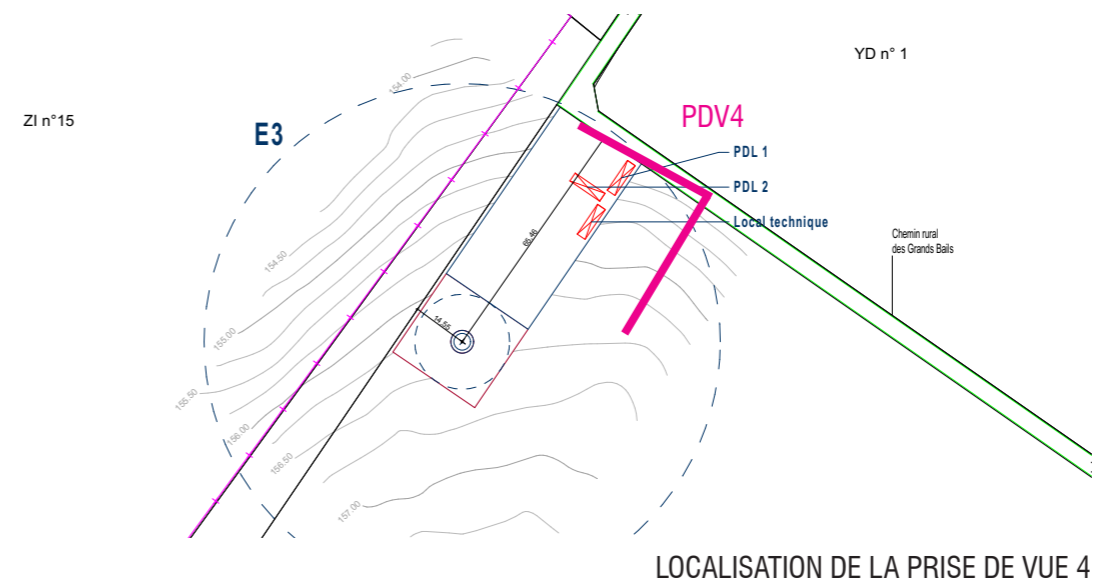 YD n° 1
154.00
ZI n°15
PDV4
E3
PDL 1
PDL 2
Local technique
66.46
Chemin rural
des Grands Bails
154.50
14.55
155.00
155.50
156.00
156.50
157.00
LOCALISATION DE LA PRISE DE VUE 4